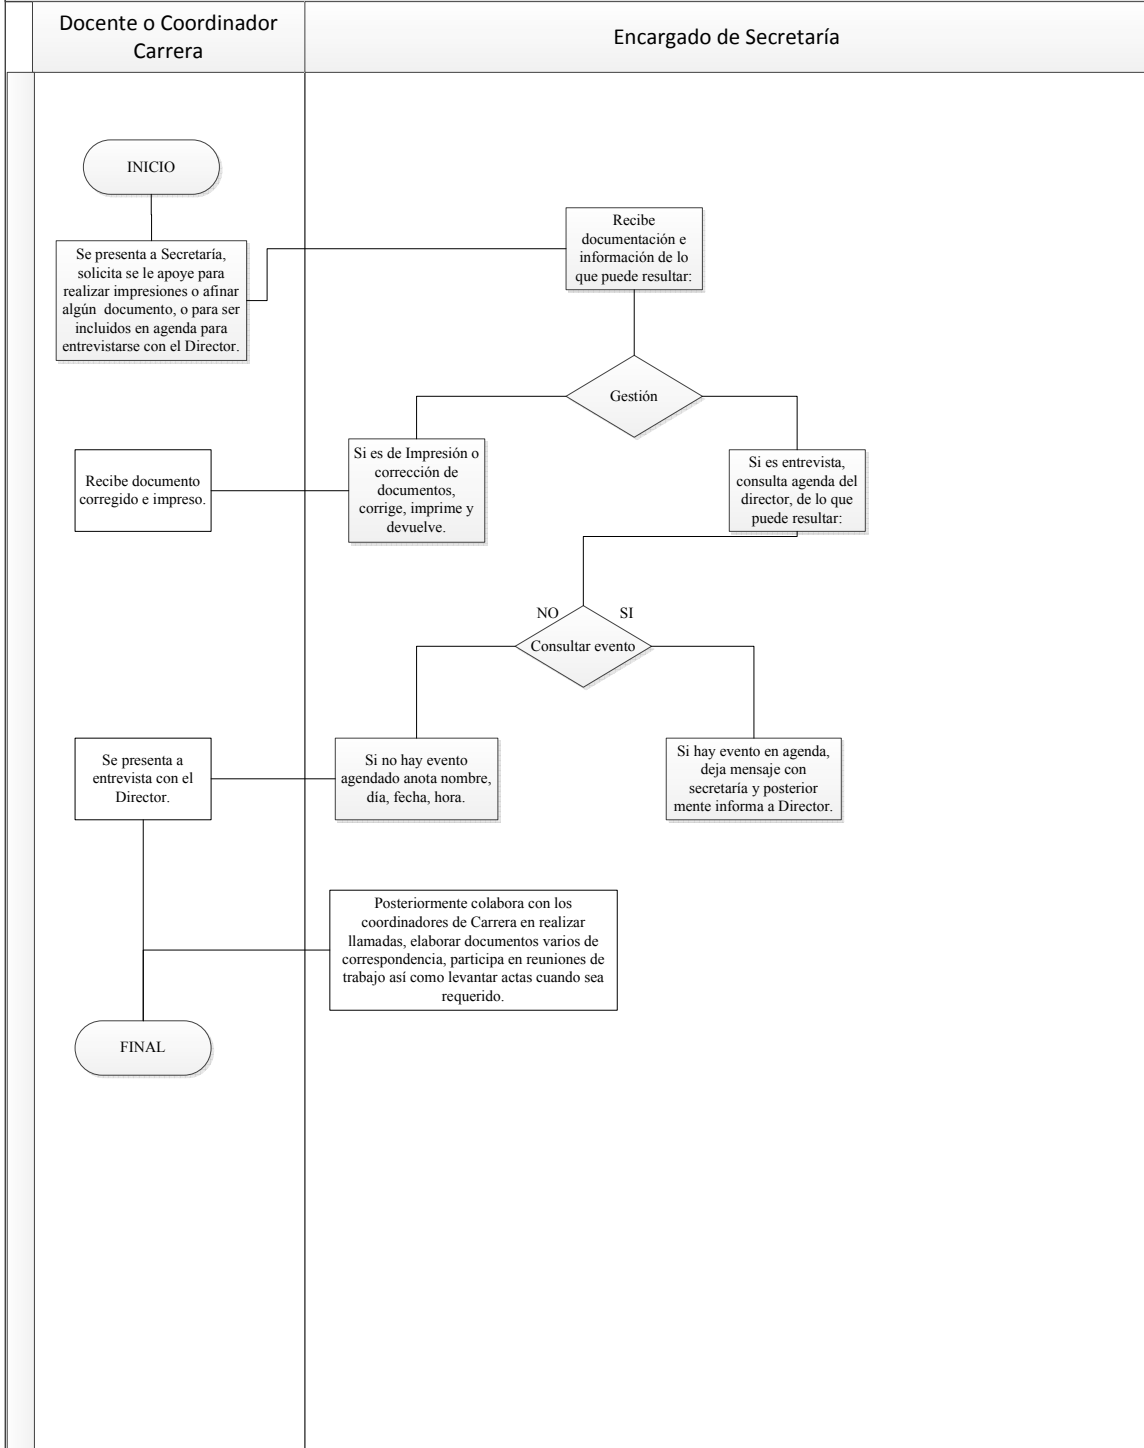 Docente o Coordinador
Carrera
Encargado de Secretaría
INICIO
Se presenta a Secretaría,
solicita se le apoye para
realizar impresiones o afinar
algún documento, o para ser
incluidos en agenda para
entrevistarse con el Director.
Recibe
documentación e
información de lo
que puede resultar:
Gestión
Recibe documento
corregido e impreso.
Si es de Impresión o
corrección de
documentos,
corrige, imprime y
devuelve.
Si es entrevista,
consulta agenda del
director, de lo que
puede resultar:
NO
SI
Consultar evento
Se presenta a
entrevista con el
Director.
Si no hay evento
agendado anota nombre,
día, fecha, hora.
Si hay evento en agenda,
deja mensaje con
secretaría y posterior
mente informa a Director.
Posteriormente colabora con los
coordinadores de Carrera en realizar
llamadas, elaborar documentos varios de
correspondencia, participa en reuniones de
trabajo así como levantar actas cuando sea
requerido.
FINAL